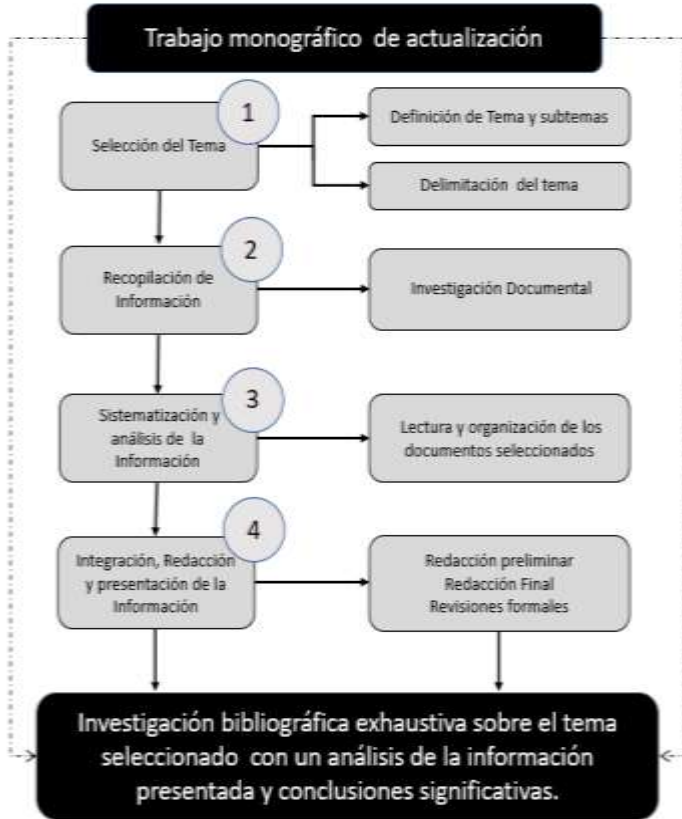 Trabajo monográfico de actualización
1
Selección del Tema
Definición de Tema y subtemas
Delimitación del tema
2
Recopilación de
Información
Investigación Documental
3
Sistematización y
análisis de la
Información
Lectura y organización de los
documentos seleccionados
4
Integración, Redacción
y presentación de la
Información
Redacción preliminar
Redacción Final
Revisiones formales
Investigación bibliográfica exhaustiva sobre el tema
seleccionado con un análisis de la información
presentada y conclusiones significativas.